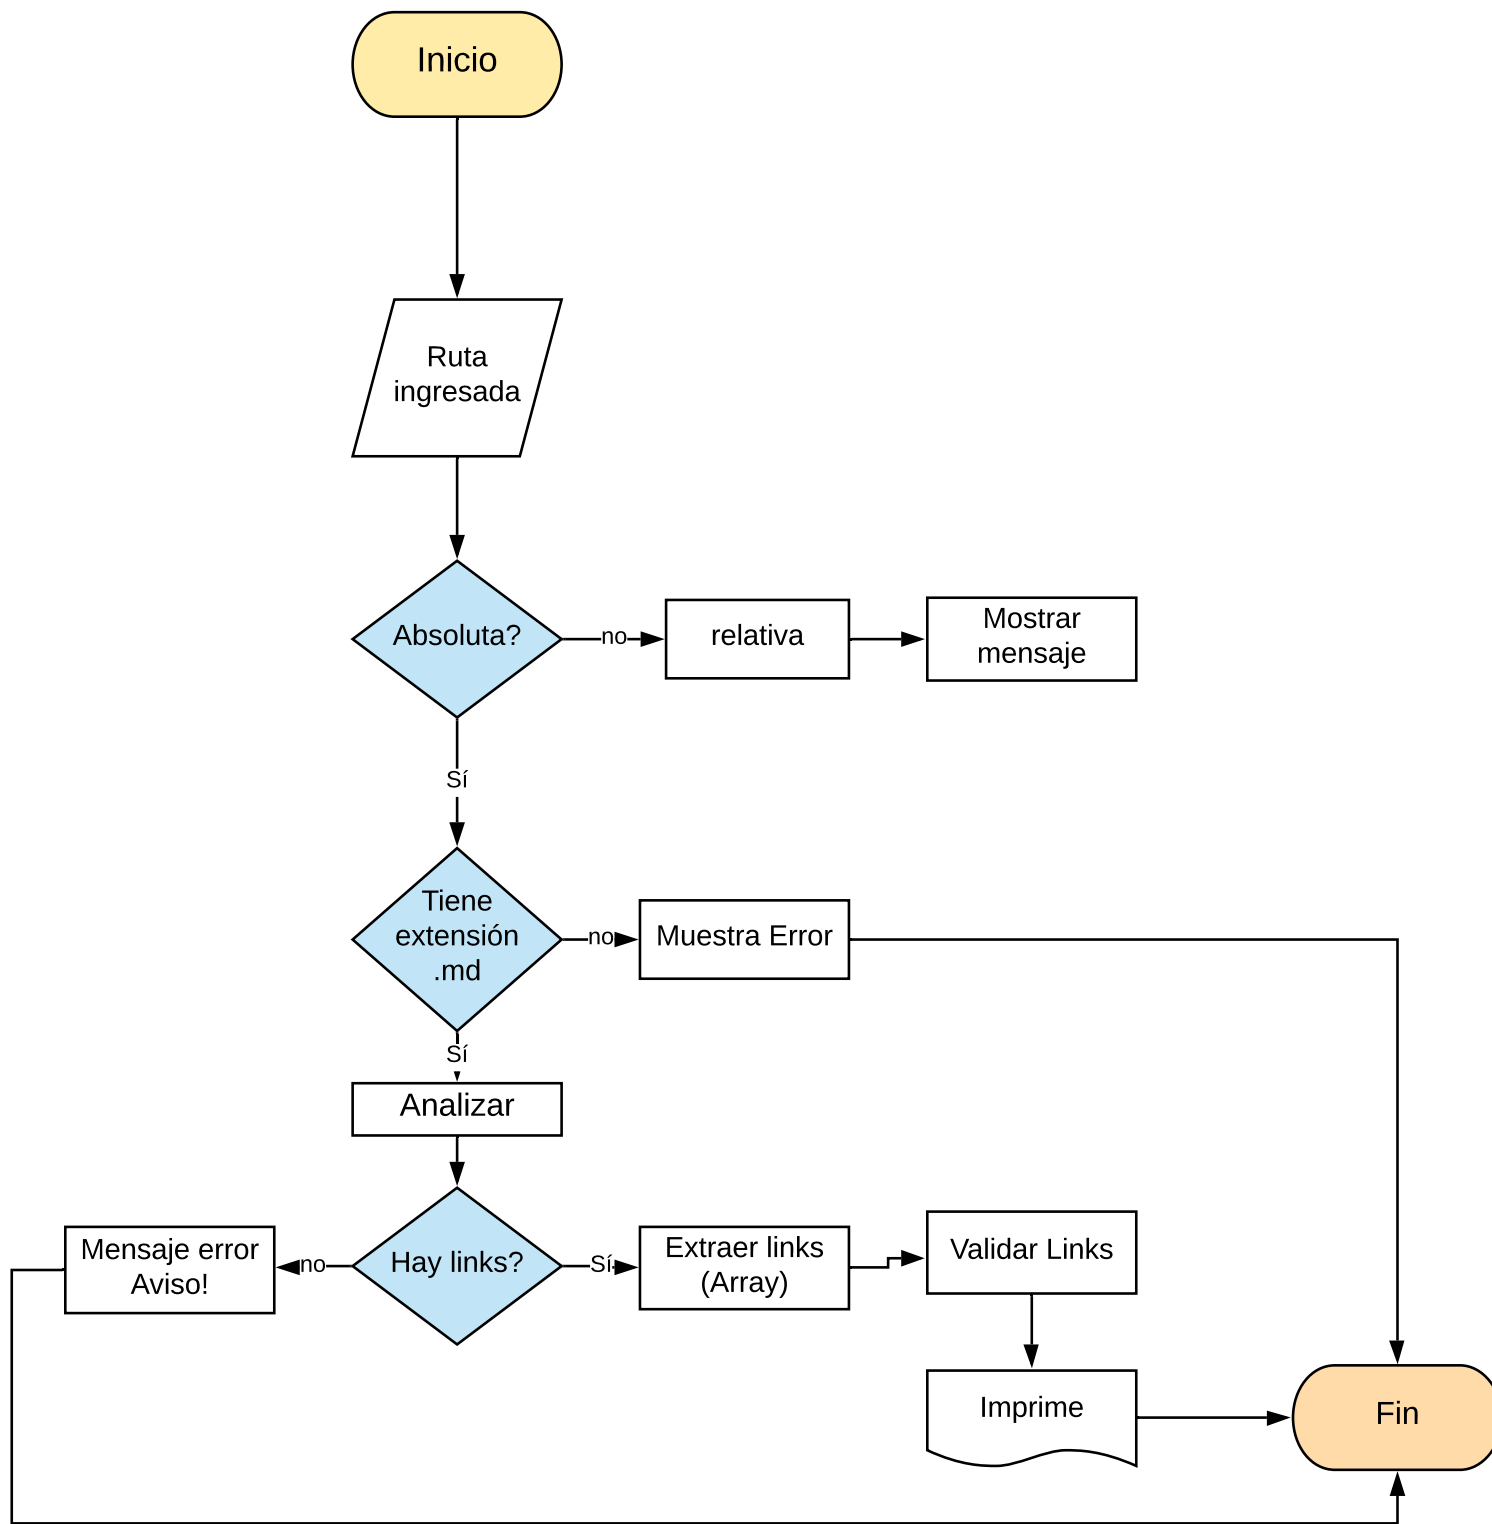 Inicio
Ruta
ingresada
Absoluta?
no
relativa
Mostrar
mensaje
Sí
Tiene
extensión
.md
no
Muestra Error
Sí
Analizar
Mensaje error
Aviso!
no
Hay links?
Sí
Extraer links
(Array)
Validar Links
Imprime
Fin